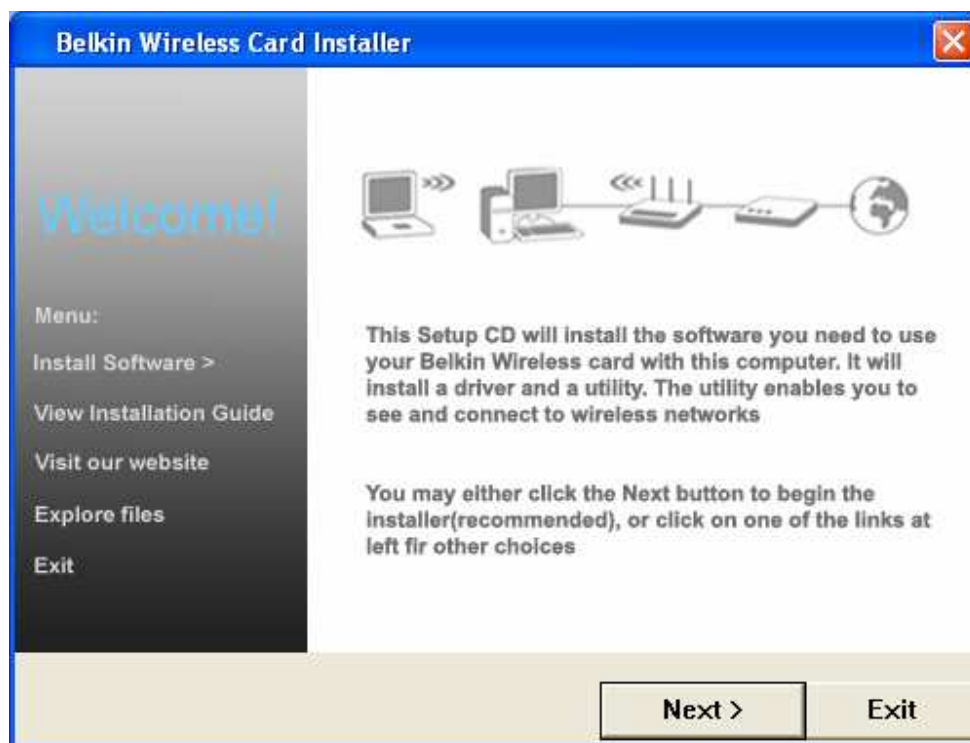 Belkin Wireless Card Installer
Welcome!
Menu:
Install Software >
View Installation Guide
Visit our website
Explore files
Exit
This Setup CD will install the software you need to use
your Belkin Wireless card with this computer. It will
install a driver and a utility. The utility enables you to
see and connect to wireless networks
You may either click the Next button to begin the
installer(recommended), or click on one of the links at
left fir other choices
Next >
Exit